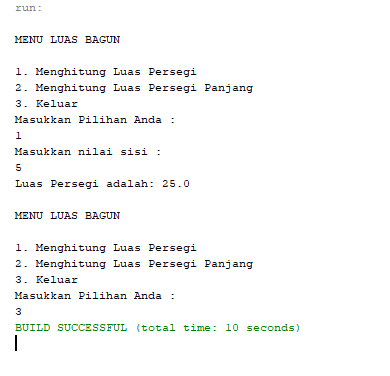 run:
MENU LUAS BAGUN
1. Menghitung Luas Persegi
2. Menghitung Luas Persegi Panjang
3. Keluar
Masukkan Pilihan Anda :
1
Masukkan nilai sisi :
5
Luas Persegi adalah: 25.0
MENU LUAS BAGUN
1. Menghitung Luas Persegi
2. Menghitung Luas Persegi Panjang
3. Keluar
Masukkan Pilihan Anda :
3
BUILD SUCCESSFUL (total time: 10 seconds)